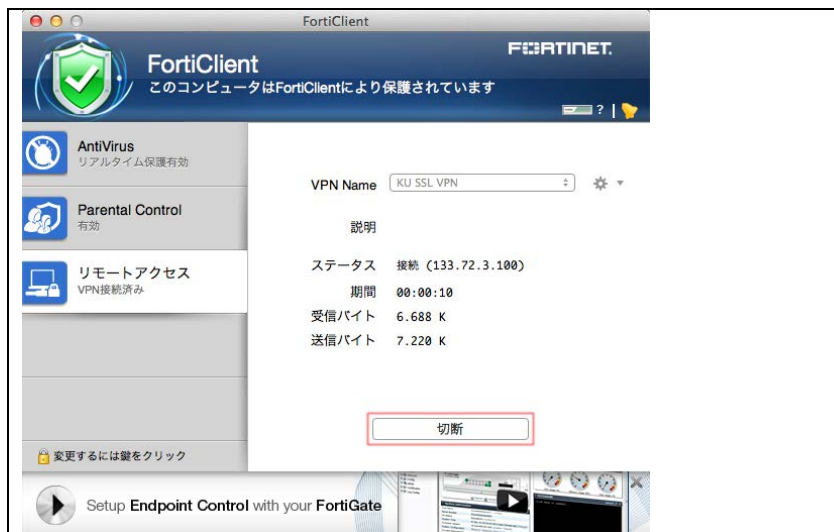 FortiClient
FORTINET.
FortiClient
このコンピュータはFortiClientにより保護されています
?
AntiVirus
リアルタイム保護有効
Parental Control
有効
リモートアクセス
VPN接続済み
VPN Name KU SSL VPN
説明
ステータス 接続 (133.72.3.100)
期間 00:00:10
受信バイト 6.688 K
送信バイト 7.220 K
切断
変更するには鍵をクリック
Setup Endpoint Control with your FortiGate